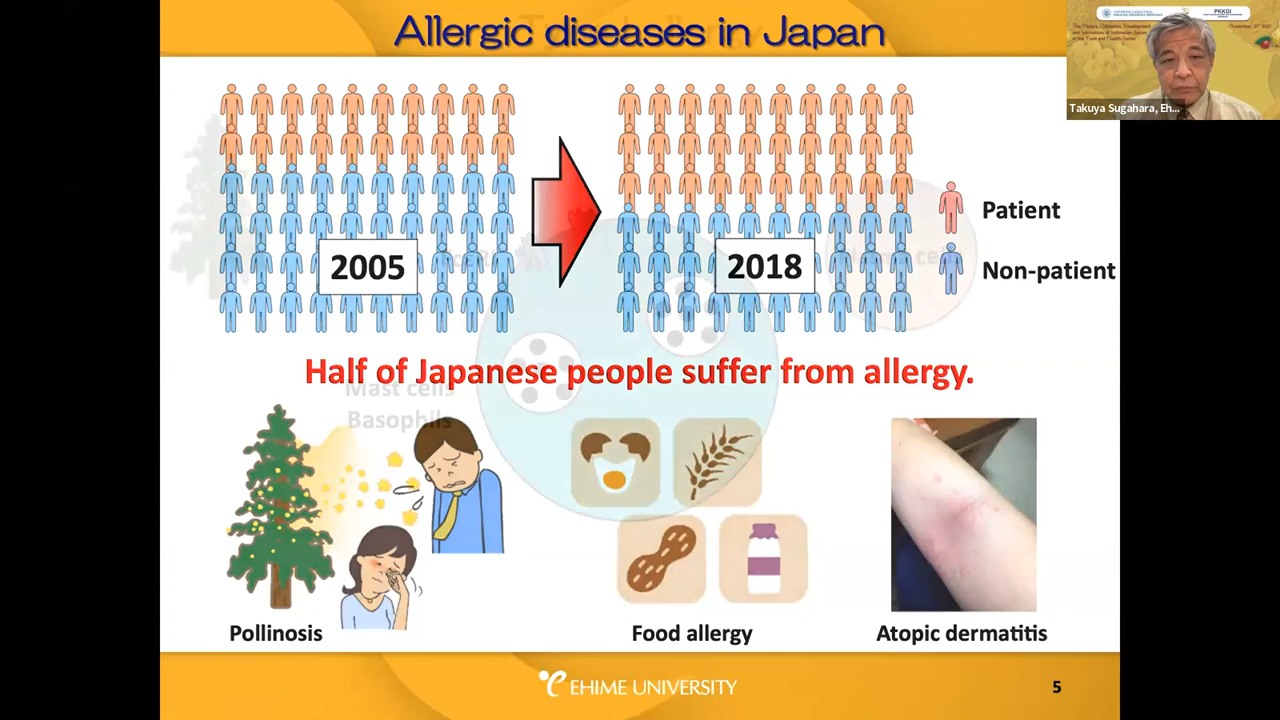 Allergic diseases in Japan
PKKGI
Takuya Sugahara, Eh...
2005
2018
Patient
Non-patient
Half of Japanese people suffer from allergy.
Mast cells
Basophils
Pollinosis
Food allergy
Atopic dermatitis
EHIME UNIVERSITY
5